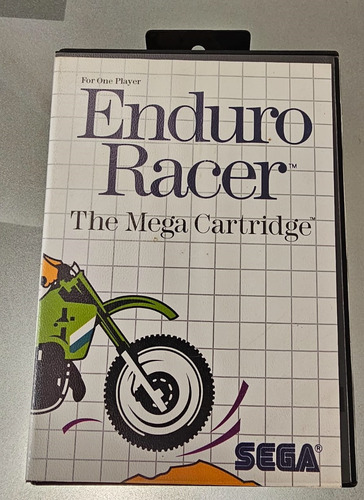 For One Player
Enduro
Racer™
The Mega Cartridge™
SEGA®